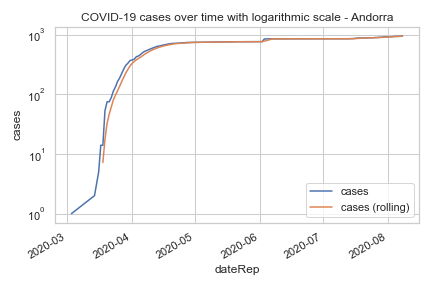 COVID-19 cases over time with logarithmic scale - Andorra
10³
10²
10¹
10⁰
cases
2020-03
2020-04
2020-05
2020-06
2020-07
2020-08
dateRep
cases
cases (rolling)